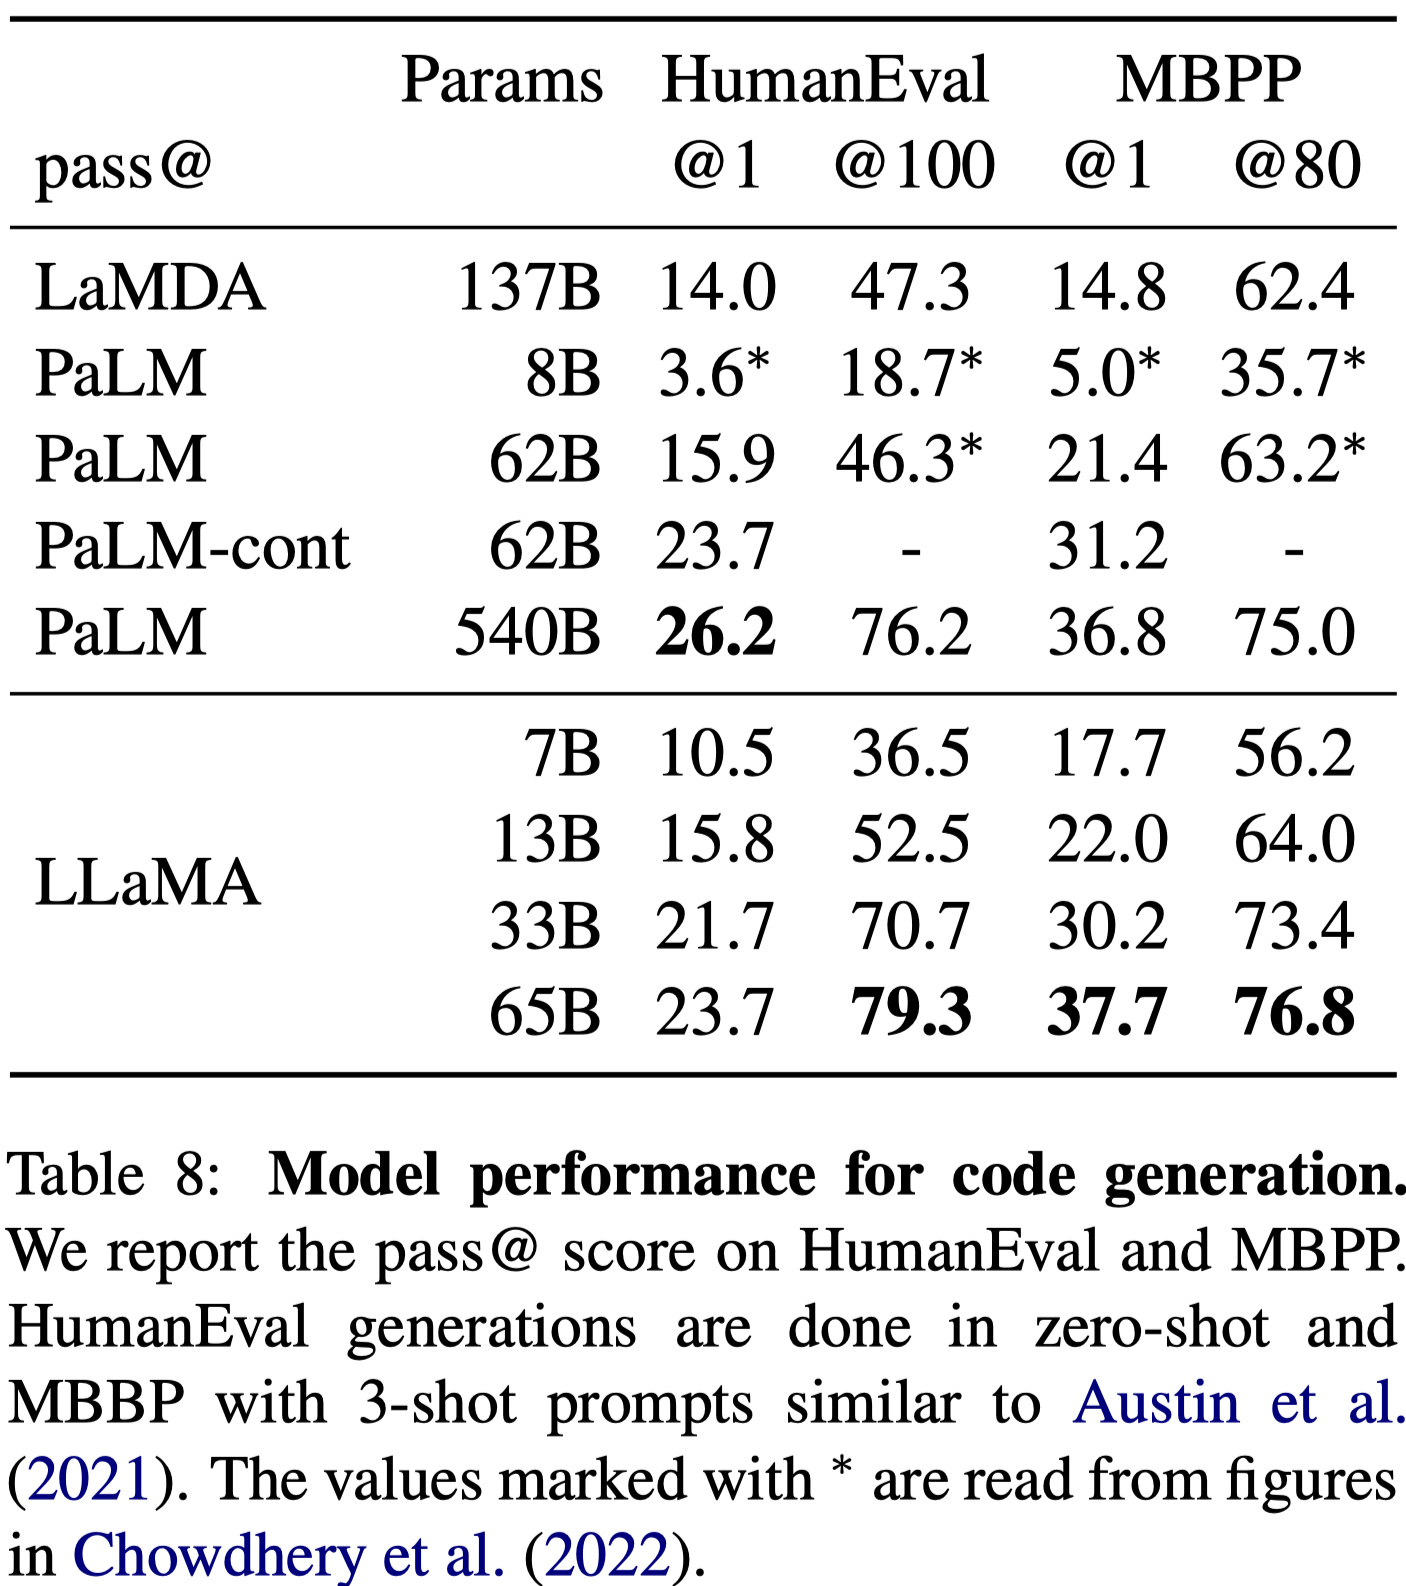 Params HumanEval MBPP
pass@ @1 @100 @1 @80
LaMDA 137B 14.0 47.3 14.8 62.4
PaLM 8B 3.6* 18.7* 5.0* 35.7*
PaLM 62B 15.9 46.3* 21.4 63.2*
PaLM-cont 62B 23.7 - 31.2 -
PaLM 540B 26.2 76.2 36.8 75.0
7B 10.5 36.5 17.7 56.2
13B 15.8 52.5 22.0 64.0
LLaMA
33B 21.7 70.7 30.2 73.4
65B 23.7 79.3 37.7 76.8
Table 8: Model performance for code generation.
We report the pass@ score on HumanEval and MBPP.
HumanEval generations are done in zero-shot and
MBBP with 3-shot prompts similar to Austin et al.
(2021). The values marked with * are read from figures
in Chowdhery et al. (2022).